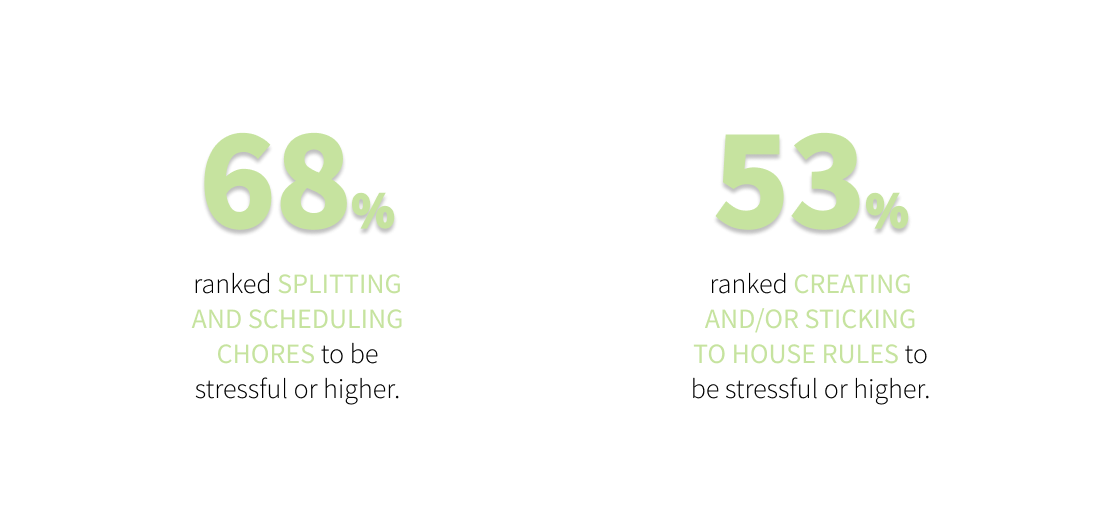 68%
ranked SPLITTING
AND SCHEDULING
CHORES to be
stressful or higher.
53%
ranked CREATING
AND/OR STICKING
TO HOUSE RULES to
be stressful or higher.